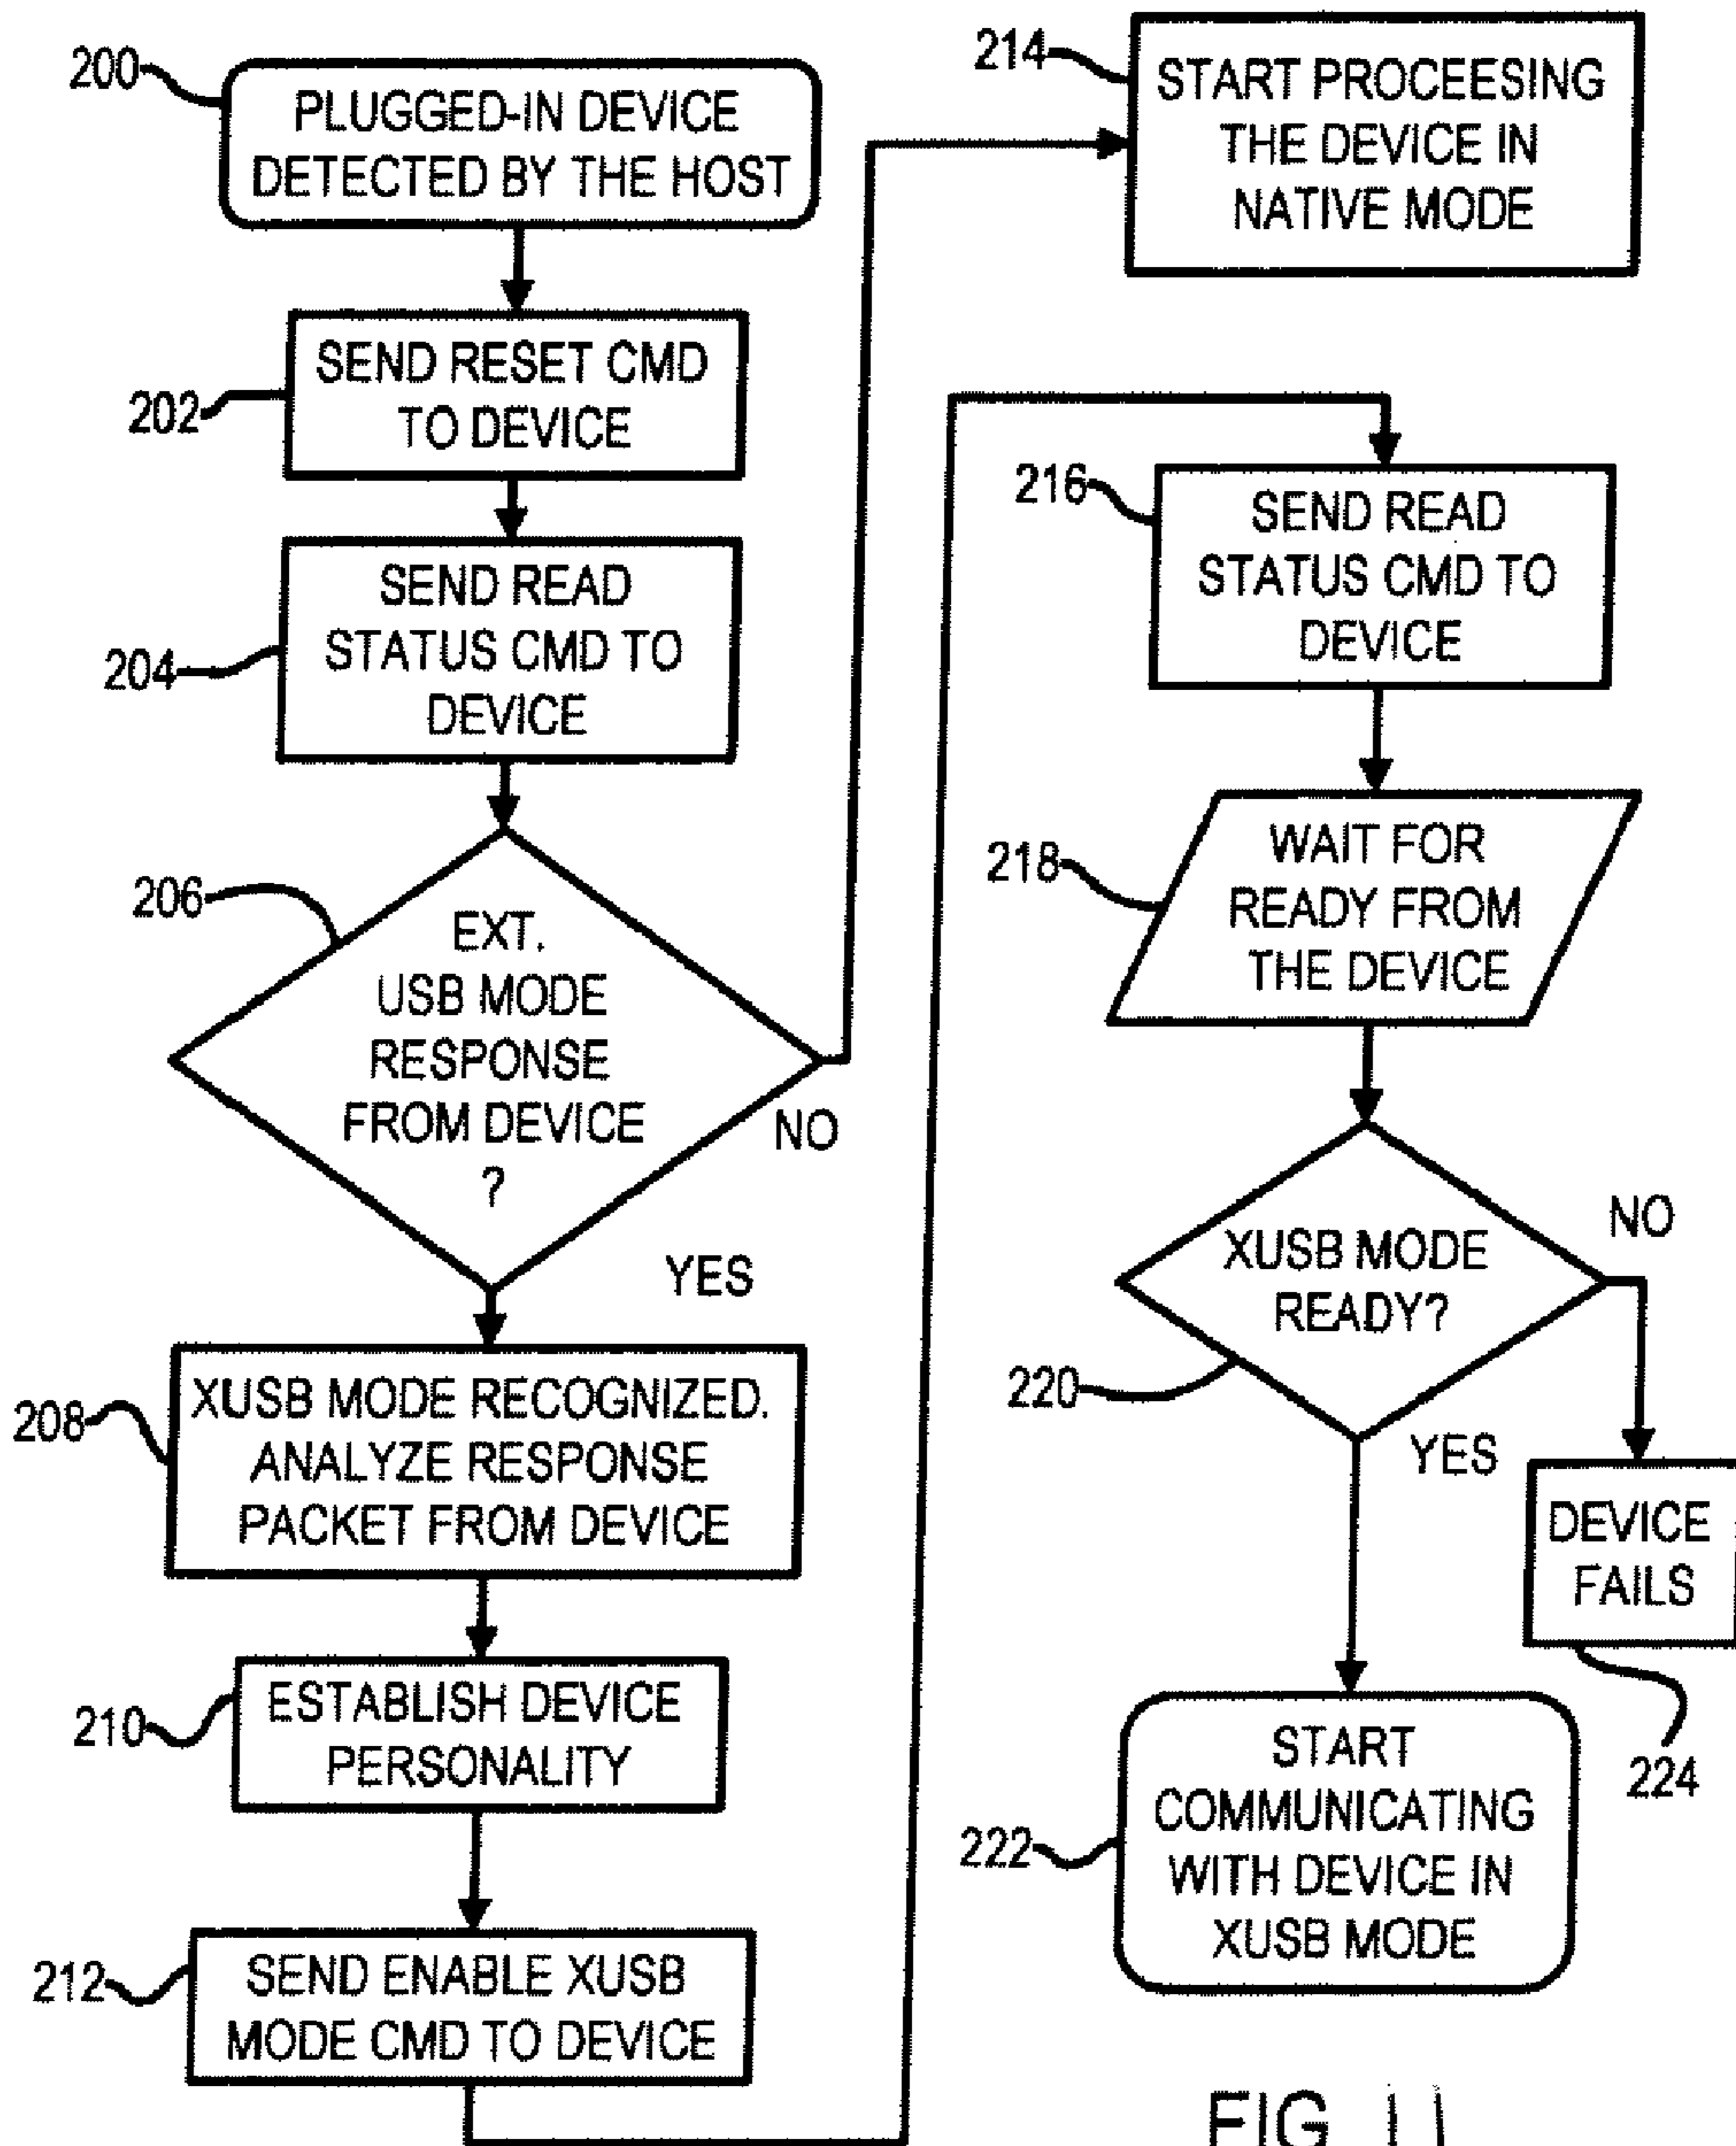 200
PLUGGED-IN DEVICE
DETECTED BY THE HOST
202
SEND RESET CMD
TO DEVICE
204
SEND READ
STATUS CMD TO
DEVICE
206
EXT.
USB MODE
RESPONSE
FROM DEVICE
?
NO
YES
208
XUSB MODE RECOGNIZED.
ANALYZE RESPONSE
PACKET FROM DEVICE
210
ESTABLISH DEVICE
PERSONALITY
212
SEND ENABLE XUSB
MODE CMD TO DEVICE
214
START PROCEESING
THE DEVICE IN
NATIVE MODE
216
SEND READ
STATUS CMD TO
DEVICE
218
WAIT FOR
READY FROM
THE DEVICE
220
XUSB MODE
READY?
NO
YES
DEVICE
FAILS
224
222
START
COMMUNICATING
WITH DEVICE IN
XUSB MODE
FIG. 11